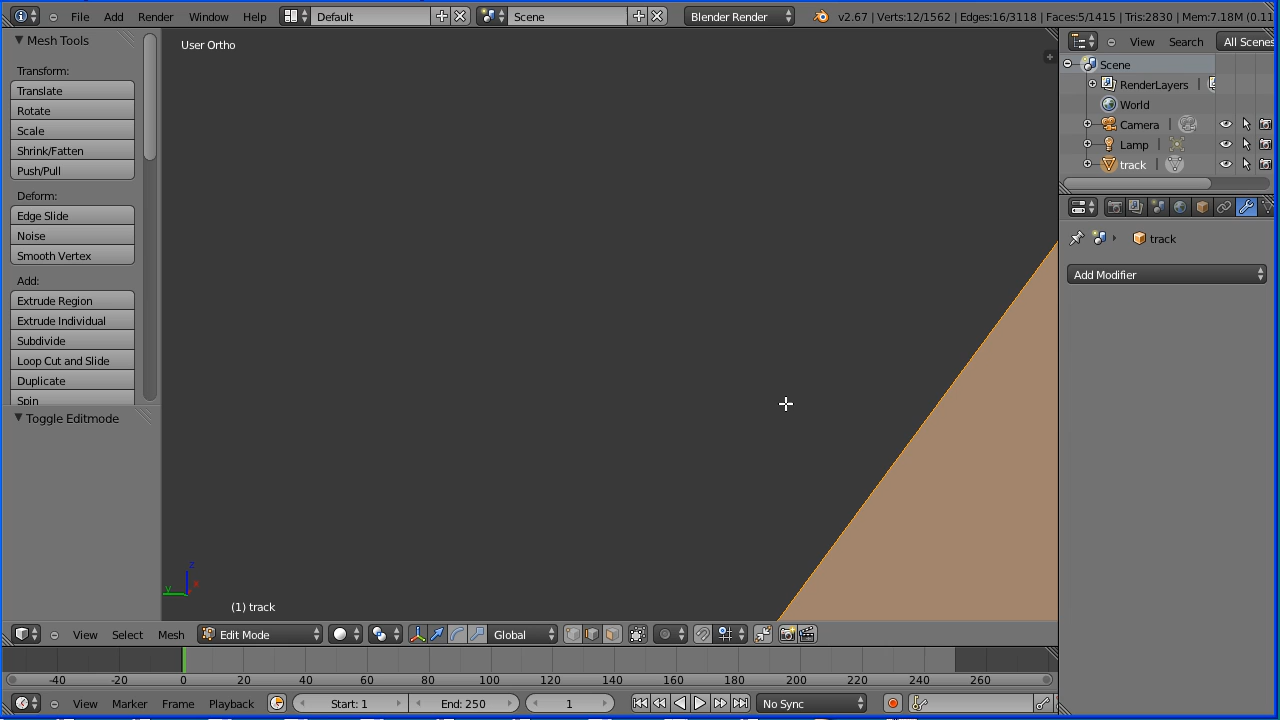 File Add Render Window Help Default Scene Blender Render v2.67 | Verts:12/1562 | Edges:16/3118 | Faces:5/1415 | Tris:2830 | Mem:7.18M (0.11
Mesh Tools
User Ortho
View Search All Scenes
Scene
Transform:
RenderLayers
Translate
World
Rotate
Camera
Scale
Lamp
Shrink/Fatten
track
Push/Pull
Deform:
Edge Slide
Noise
track
Smooth Vertex
Add Modifier
Add:
Extrude Region
Extrude Individual
Subdivide
Loop Cut and Slide
Duplicate
Spin
Toggle Editmode
z
y x
(1) track
View Select Mesh Edit Mode Global
-40 -20 0 20 40 60 80 100 120 140 160 180 200 220 240 260
View Marker Frame Playback Start: 1 End: 250 1 No Sync